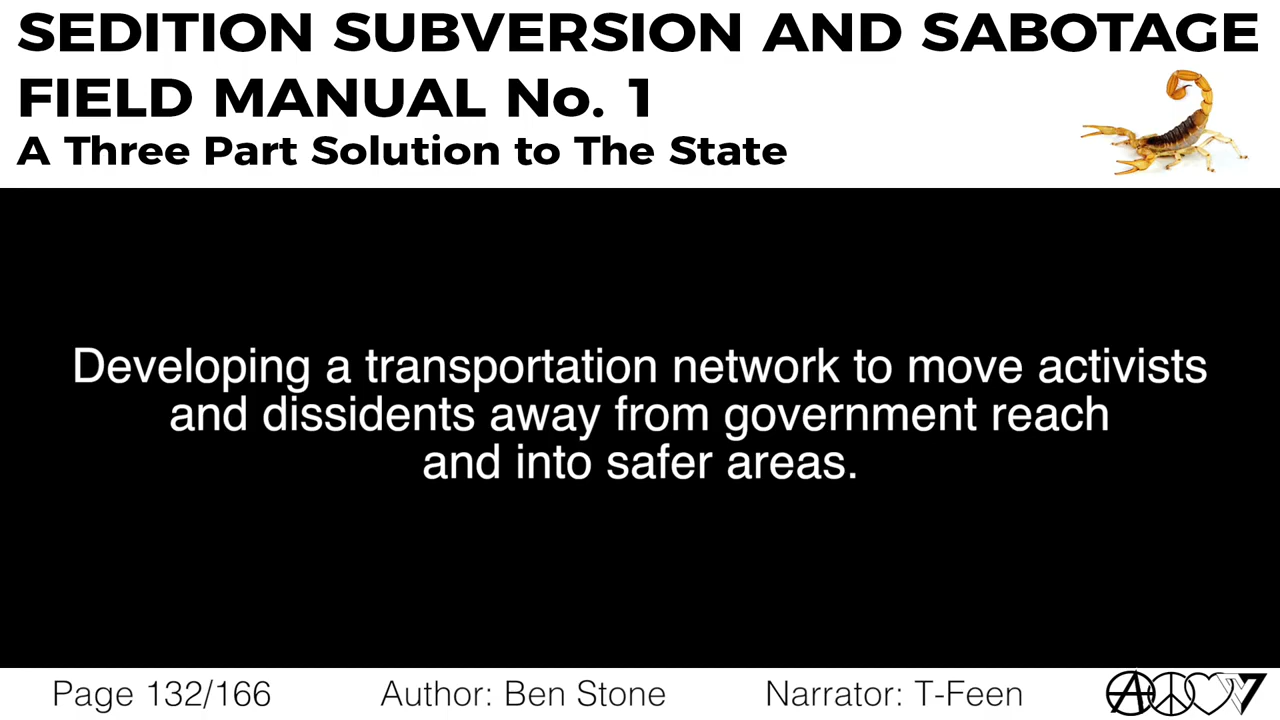 SEDITION SUBVERSION AND SABOTAGE
FIELD MANUAL No. 1
A Three Part Solution to The State
Developing a transportation network to move activists
and dissidents away from government reach
and into safer areas.
Page 132/166 Author: Ben Stone Narrator: T-Feen